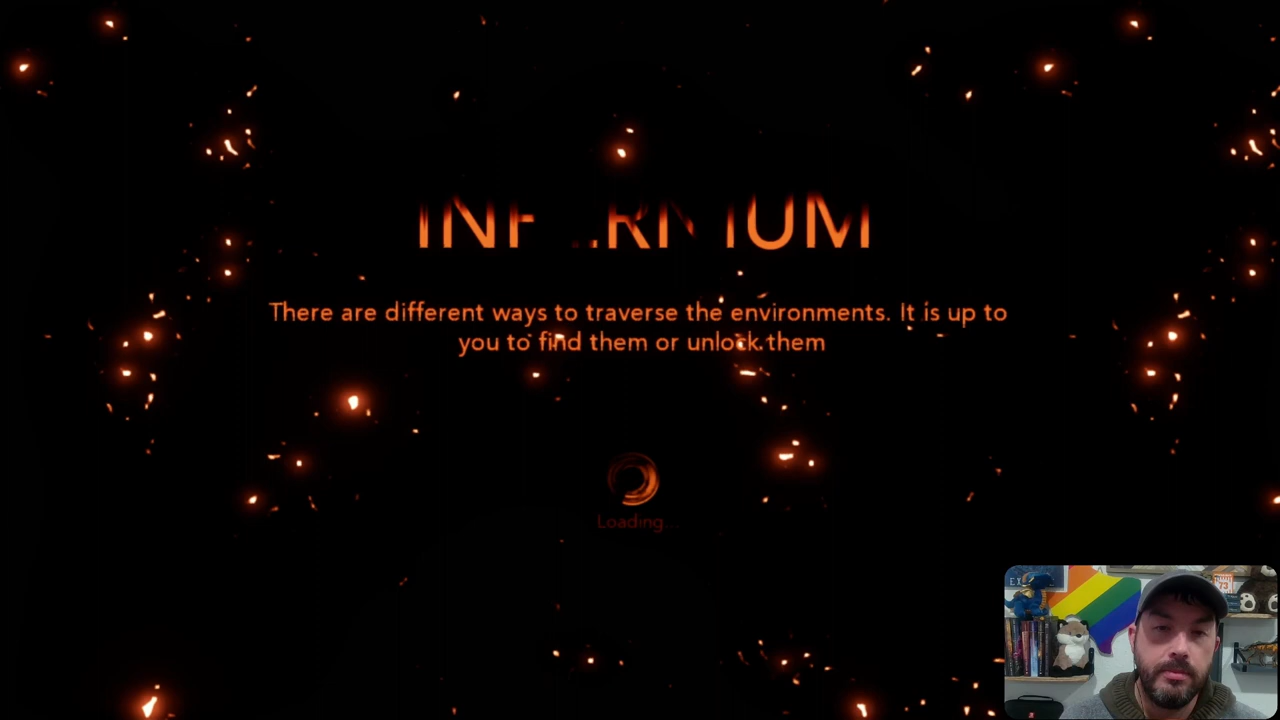 INFERNIUM
There are different ways to traverse the environments. It is up to
you to find them or unlock them
Loading...